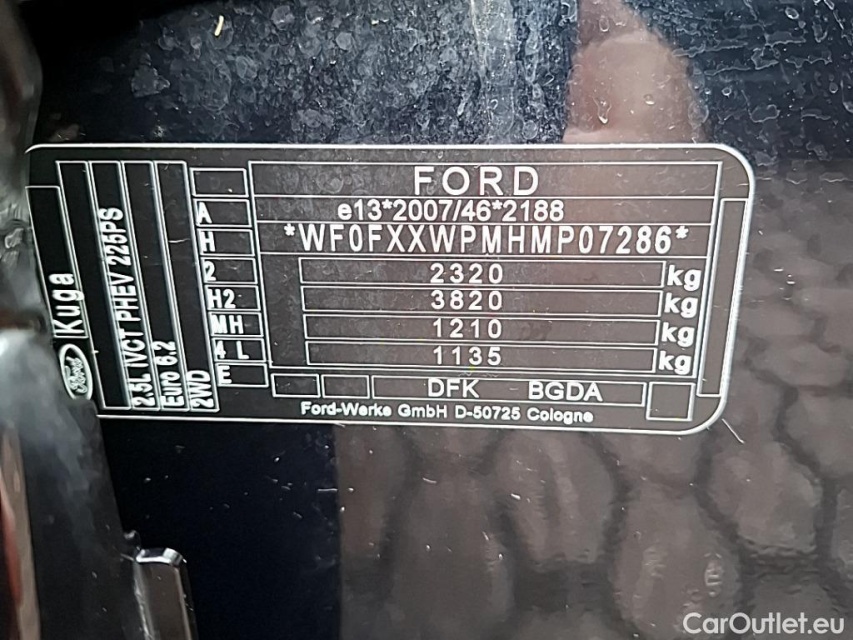 FORD
e13*2007/46*2188
*WF0FXXWPMHMP07286*
2320 kg
3820 kg
1210 kg
1135 kg
DFK BGDA
Ford-Werke GmbH D-50725 Cologne
A
H
2
H2
MH
4 L
E
Ford Kuga
2.5L iVCT PHEV 225PS
Euro 6.2
2WD
CarOutlet.eu